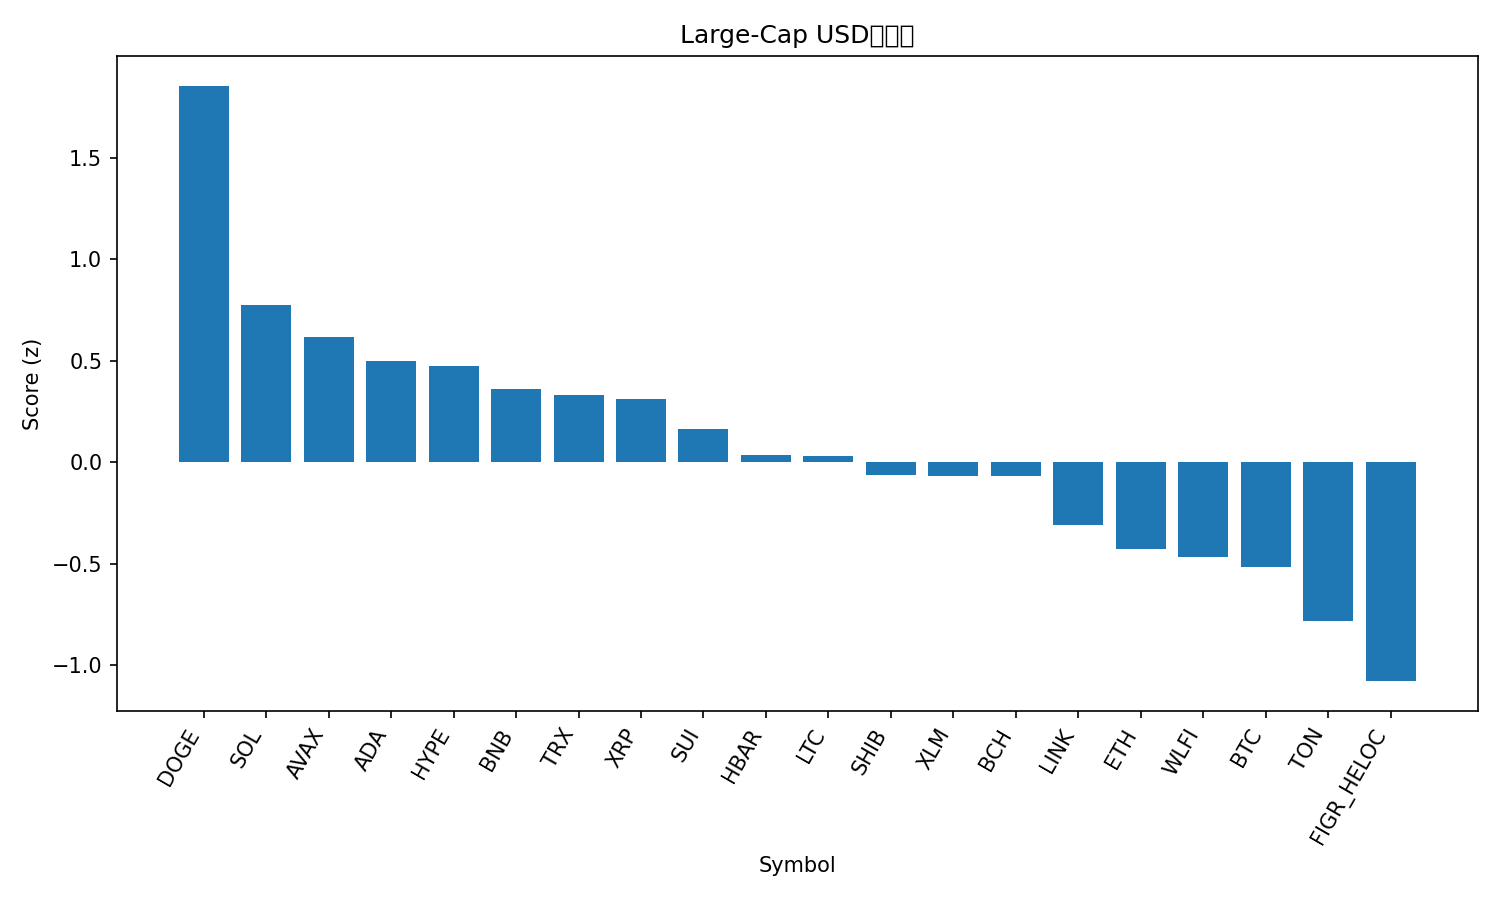 Large-Cap USD
Score (z)
1.5
1.0
0.5
0.0
−0.5
−1.0
DOGE
SOL
AVAX
ADA
HYPE
BNB
TRX
XRP
SUI
HBAR
LTC
SHIB
XLM
BCH
LINK
ETH
WLFI
BTC
TON
FIGR_HELOC
Symbol